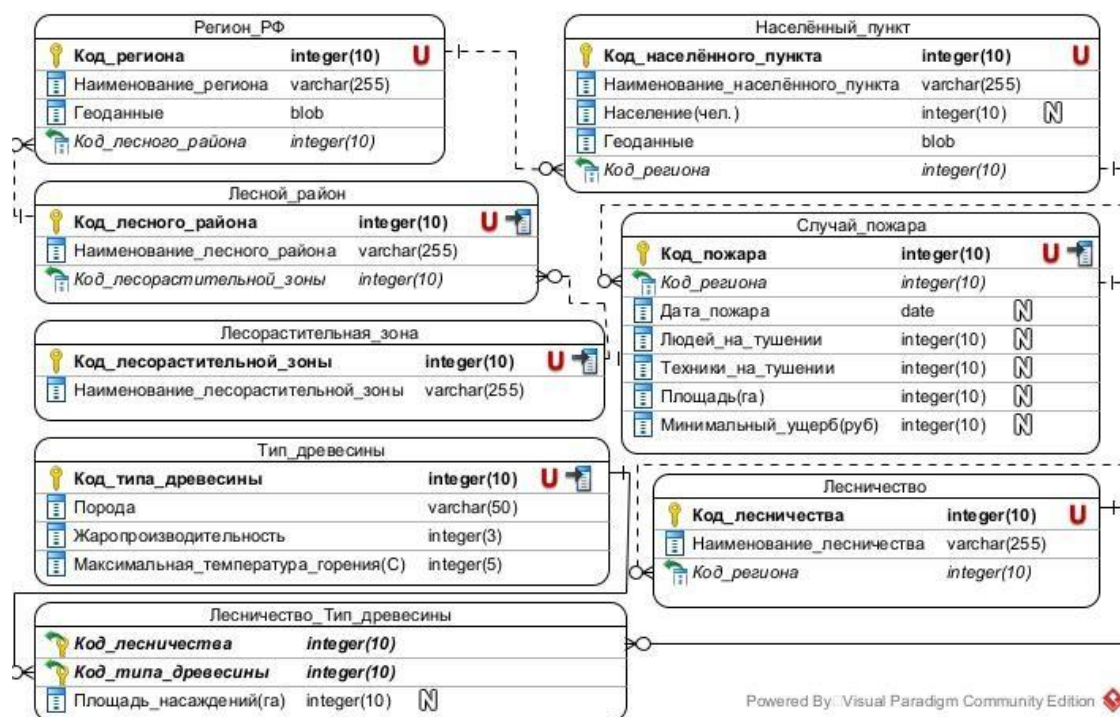 Регион_РФ
Код_региона integer(10) U
Наименование_региона varchar(255)
Геоданные blob
Код_лесного_района integer(10)
Населённый_пункт
Код_населённого_пункта integer(10) U
Наименование_населённого_пункта varchar(255)
Население(чел.) integer(10) N
Геоданные blob
Код_региона integer(10)
Лесной_район
Код_лесного_района integer(10) U
Наименование_лесного_района varchar(255)
Код_лесорастительной_зоны integer(10)
Случай_пожара
Код_пожара integer(10) U
Код_региона integer(10)
Дата_пожара date N
Людей_на_тушении integer(10) N
Техники_на_тушении integer(10) N
Площадь(га) integer(10) N
Минимальный_ущерб(руб) integer(10) N
Лесорастительная_зона
Код_лесорастительной_зоны integer(10) U
Наименование_лесорастительной_зоны varchar(255)
Тип_древесины
Код_типа_древесины integer(10) U
Порода varchar(50)
Жаропроизводительность integer(3)
Максимальная_температура_горения(С) integer(5)
Лесничество
Код_лесничества integer(10) U
Наименование_лесничества varchar(255)
Код_региона integer(10)
Лесничество_Тип_древесины
Код_лесничества integer(10)
Код_типа_древесины integer(10)
Площадь_насаждений(га) integer(10) N
Powered By Visual Paradigm Community Edition